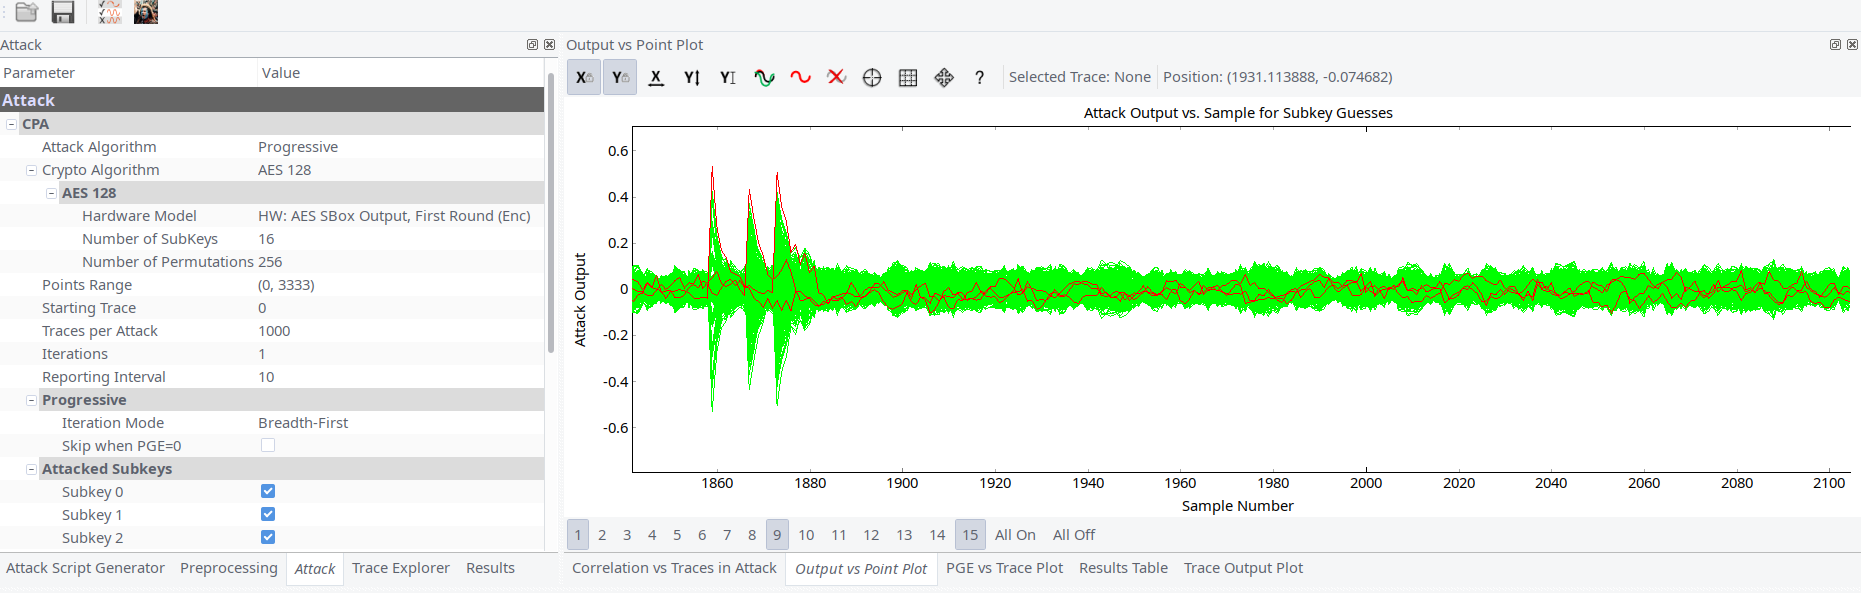 Attack
Parameter Value
Attack
CPA
Attack Algorithm Progressive
Crypto Algorithm AES 128
AES 128
Hardware Model HW: AES SBox Output, First Round (Enc)
Number of SubKeys 16
Number of Permutations 256
Points Range (0, 3333)
Starting Trace 0
Traces per Attack 1000
Iterations 1
Reporting Interval 10
Progressive
Iteration Mode Breadth-First
Skip when PGE=0
Attacked Subkeys
Subkey 0
Subkey 1
Subkey 2
Attack Script Generator Preprocessing Attack Trace Explorer Results
Output vs Point Plot
X Y X Y Y ? Selected Trace: None Position: (1931.113888, -0.074682)
Attack Output vs. Sample for Subkey Guesses
Attack Output
0.6
0.4
0.2
0
-0.2
-0.4
-0.6
1860 1880 1900 1920 1940 1960 1980 2000 2020 2040 2060 2080 2100
Sample Number
1 2 3 4 5 6 7 8 9 10 11 12 13 14 15 All On All Off
Correlation vs Traces in Attack Output vs Point Plot PGE vs Trace Plot Results Table Trace Output Plot